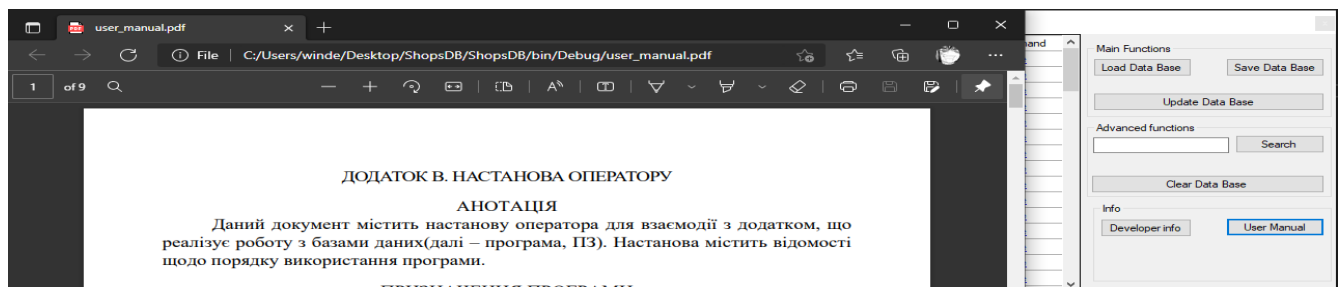 user_manual.pdf
File
C:/Users/winde/Desktop/ShopsDB/ShopsDB/bin/Debug/user_manual.pdf
1 of 9
ДОДАТОК В. НАСТАНОВА ОПЕРАТОРУ
АНОТАЦІЯ
Даний документ містить настанову оператора для взаємодії з додатком, що
реалізує роботу з базами даних(далі – програма, ПЗ). Настанова містить відомості
щодо порядку використання програми.
ПРИЗНАЧЕННЯ ПРОГРАМИ
Main Functions
Load Data Base Save Data Base
Update Data Base
Advanced functions
Search
Clear Data Base
Info
Developer info User Manual